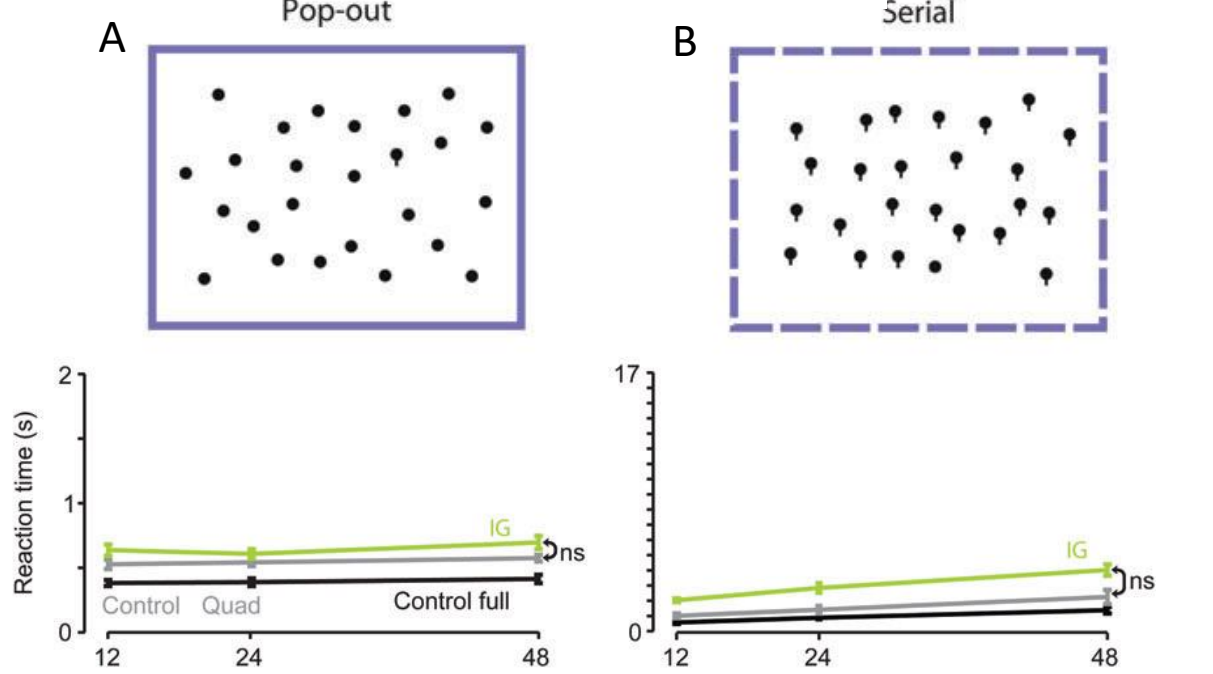 Pop-out
Serial
A
B
2
1
0
Reaction time (s)
IG
ns
Control Quad
Control full
12
24
48
17
0
IG
ns
12
24
48